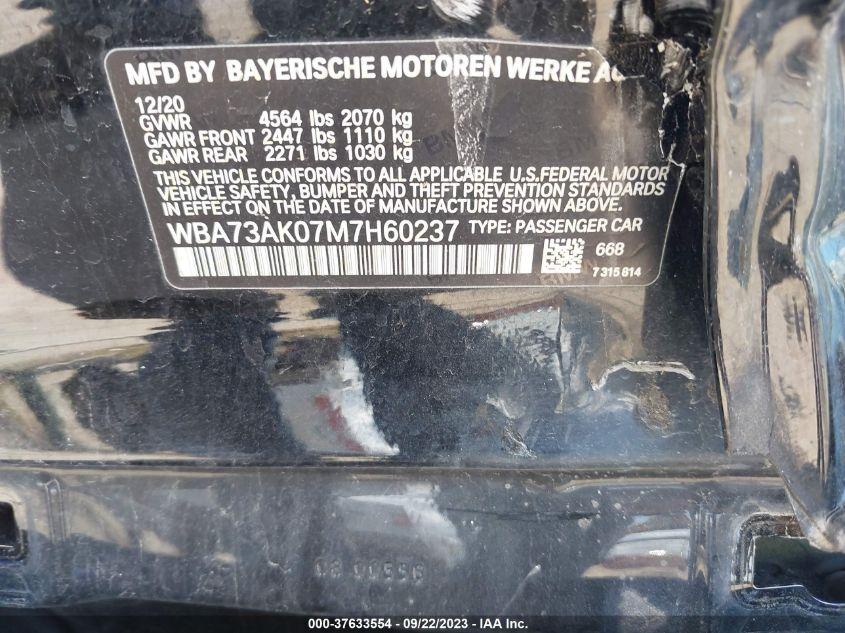 MFD BY BAYERISCHE MOTOREN WERKE AG
12/20
GVWR 4564 lbs 2070 kg
GAWR FRONT 2447 lbs 1110 kg
GAWR REAR 2271 lbs 1030 kg
THIS VEHICLE CONFORMS TO ALL APPLICABLE U.S.FEDERAL MOTOR
VEHICLE SAFETY, BUMPER AND THEFT PREVENTION STANDARDS
IN EFFECT ON THE DATE OF MANUFACTURE SHOWN ABOVE.
WBA73AK07M7H60237 TYPE: PASSENGER CAR
668
7315814
000-37633554 - 09/22/2023 - IAA Inc.